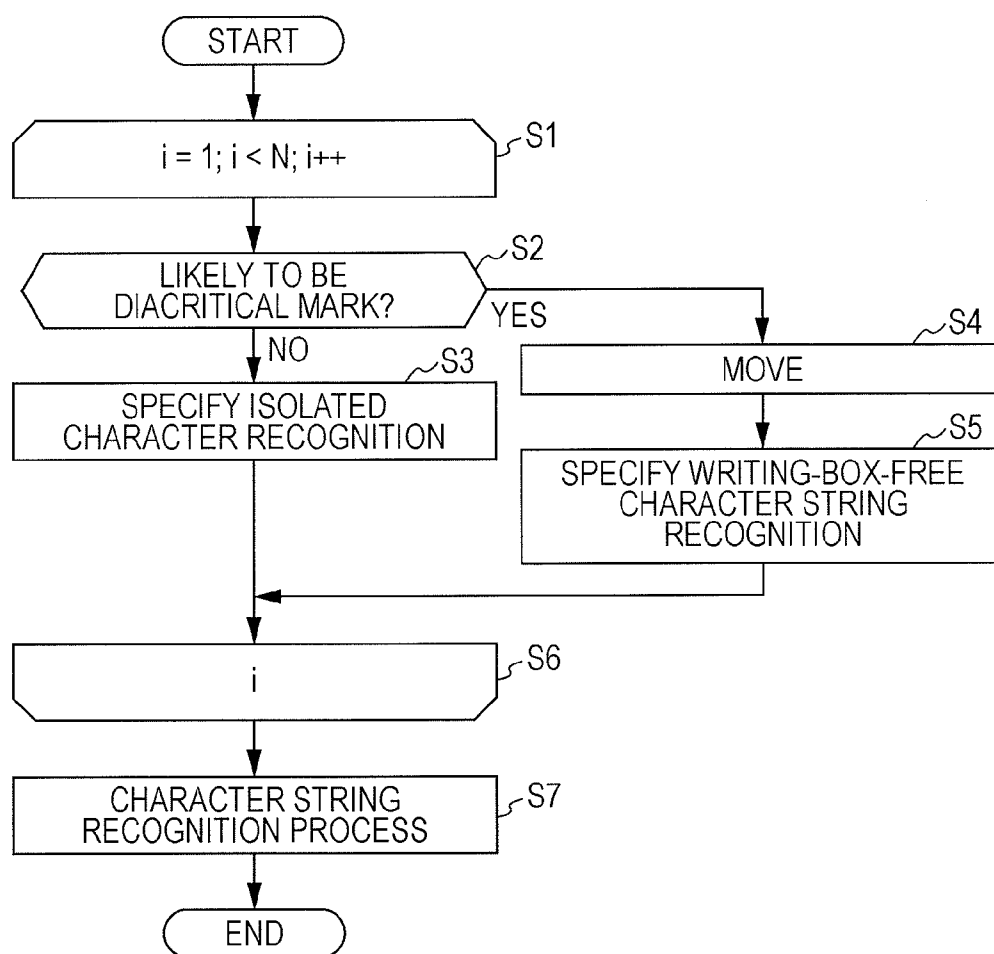 START
i = 1; i < N; i++
S1
LIKELY TO BE
DIACRITICAL MARK?
S2
YES
NO
S3
SPECIFY ISOLATED
CHARACTER RECOGNITION
S4
MOVE
S5
SPECIFY WRITING-BOX-FREE
CHARACTER STRING
RECOGNITION
i
S6
CHARACTER STRING
RECOGNITION PROCESS
S7
END